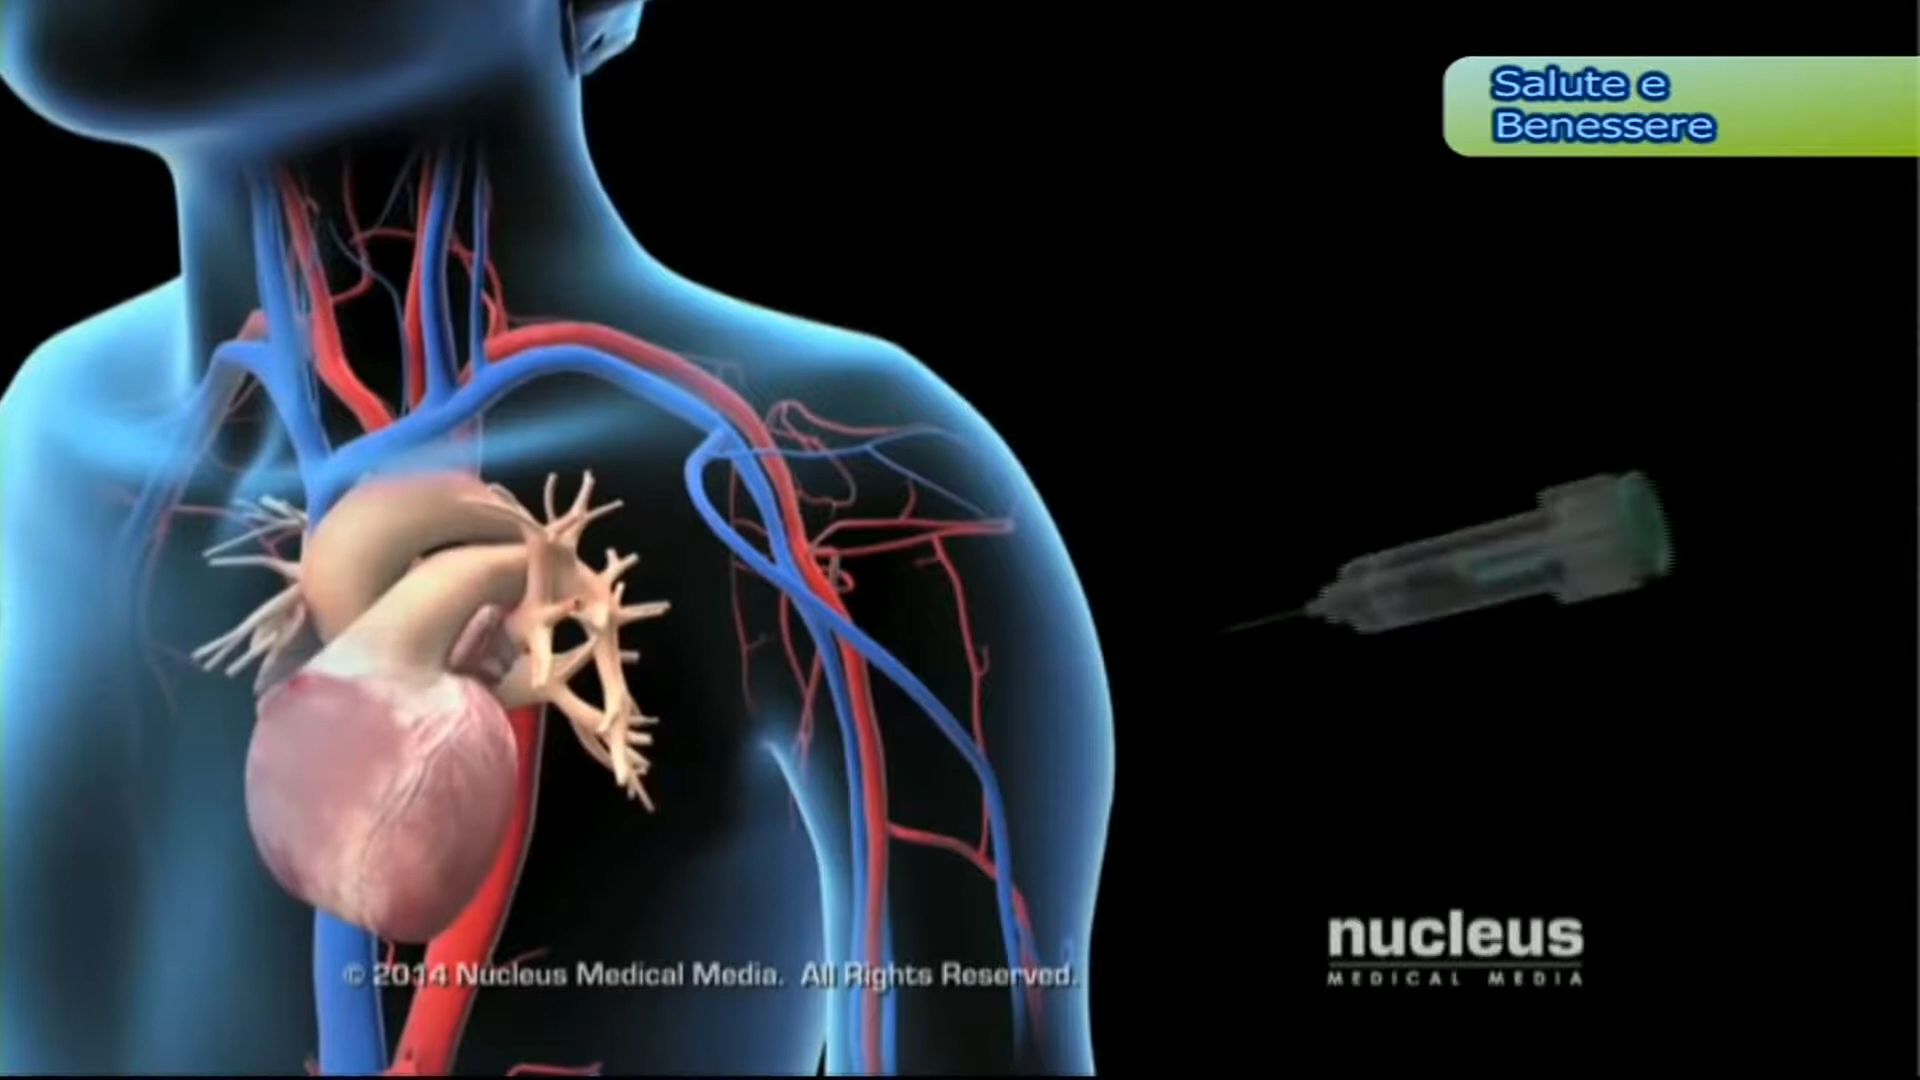 Salute e
Benessere
nucleus
MEDICAL MEDIA
© 2014 Nucleus Medical Media. All Rights Reserved.